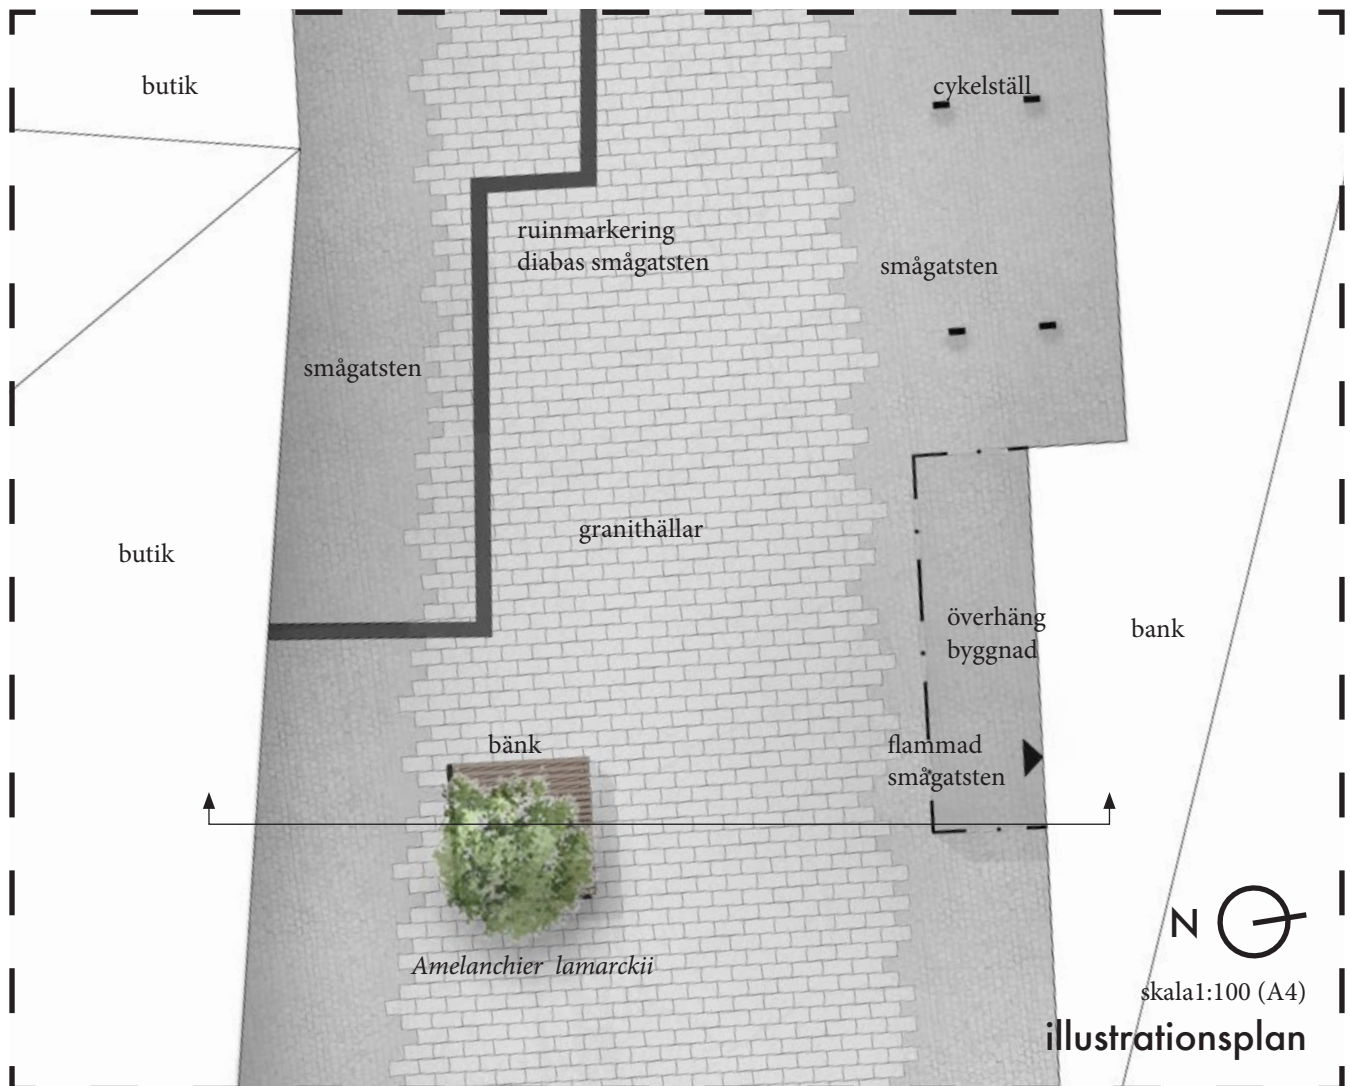 butik
cykelställ
ruinmarkering
diabas smågatsten
smågatsten
smågatsten
granithällar
butik
överhäng
byggnad
bank
bänk
flammad
smågatsten
N
Amelanchier lamarckii
skala1:100 (A4)
illustrationsplan